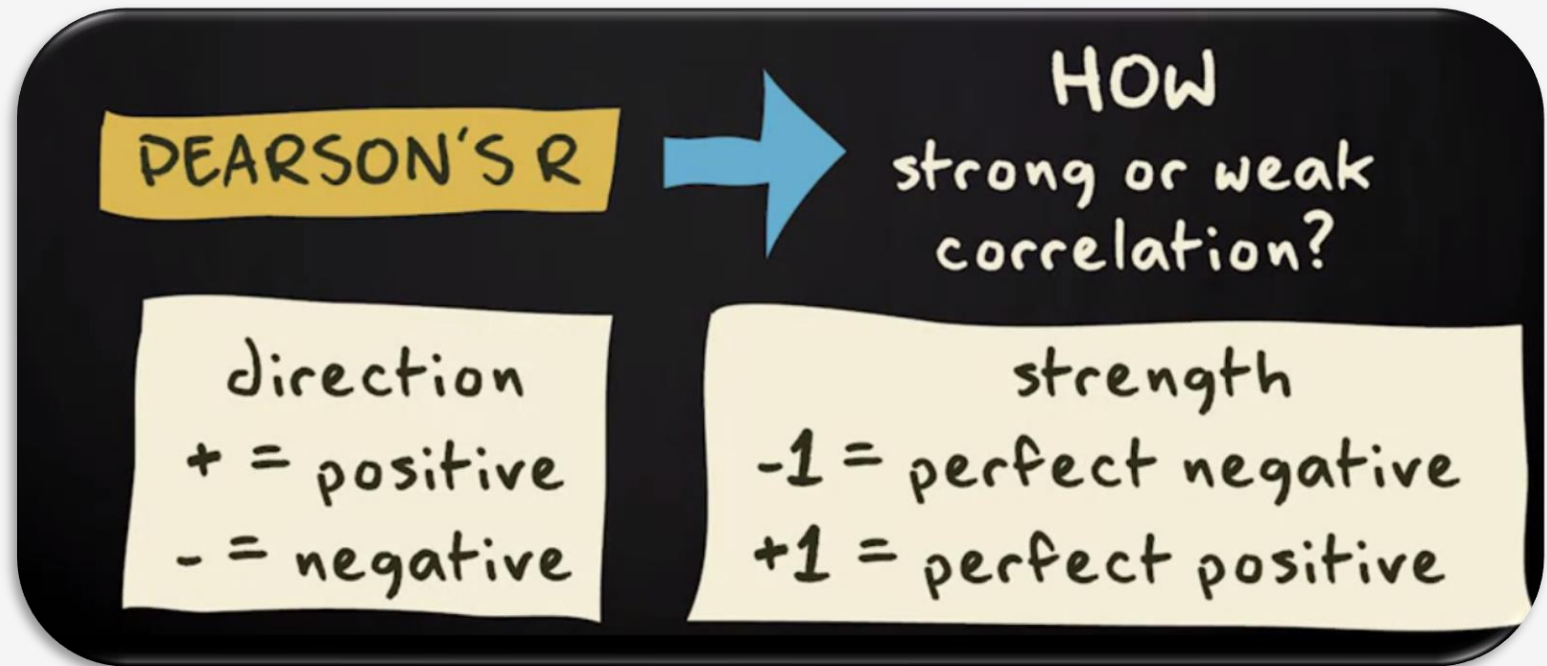 PEARSON'S R
HOW
strong or weak
correlation?
direction
+ = positive
- = negative
strength
-1 = perfect negative
+1 = perfect positive